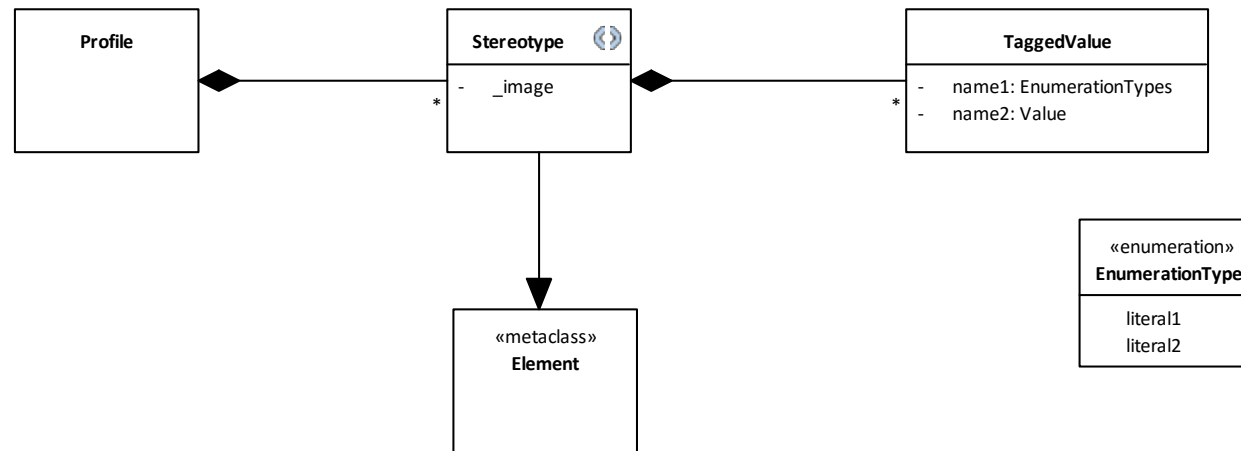 Profile
Stereotype
- _image
TaggedValue
- name1: EnumerationTypes
- name2: Value
*
*
«enumeration»
EnumerationType
literal1
literal2
«metaclass»
Element